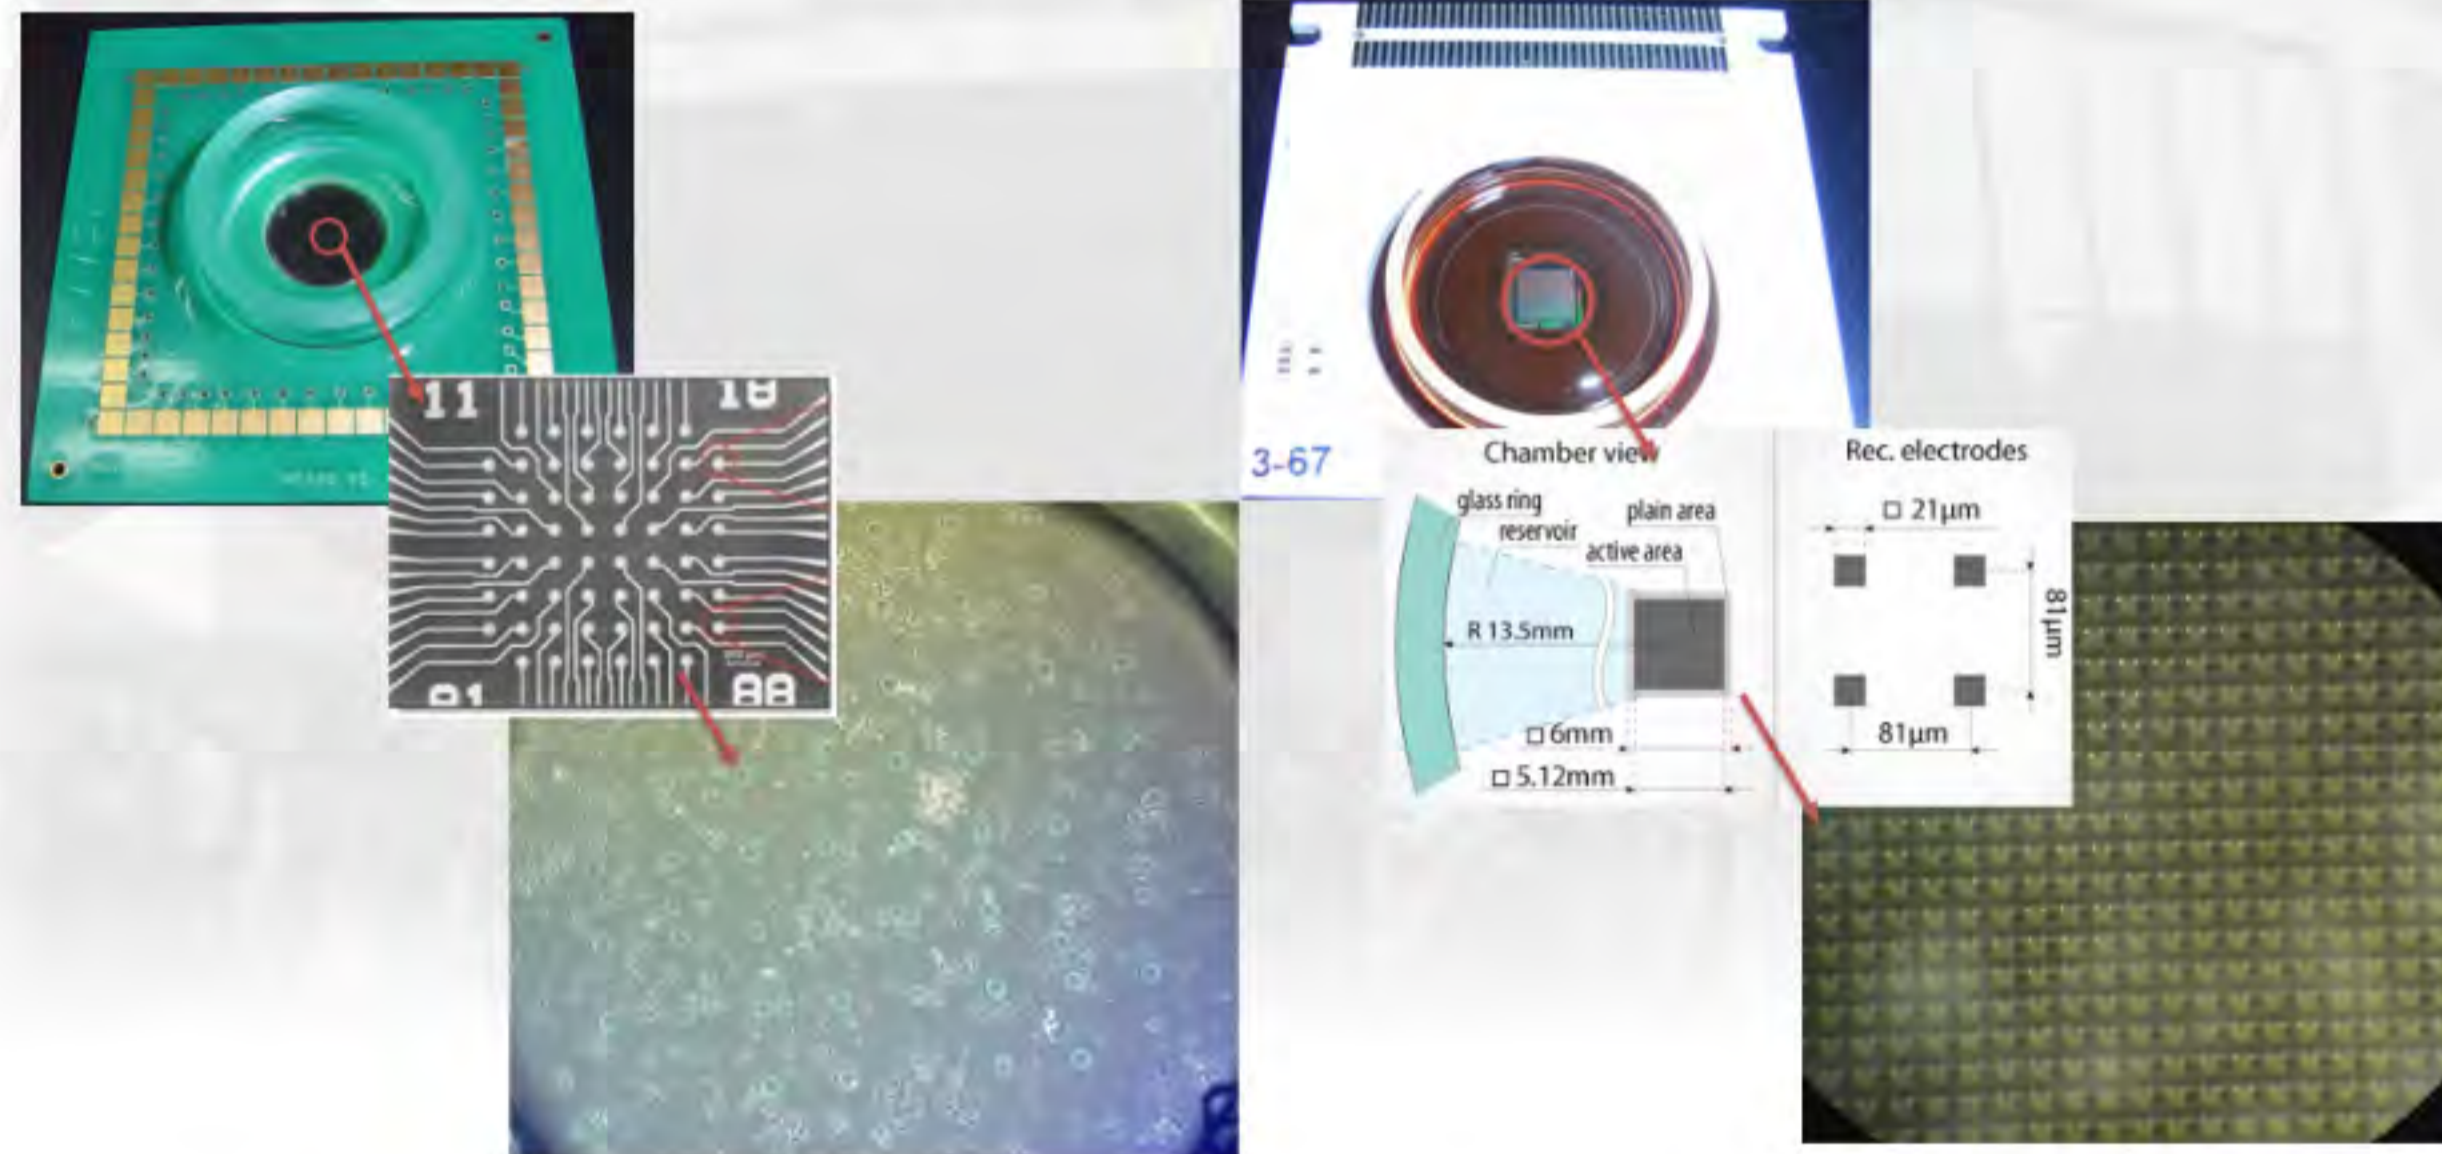 11
18
88
3-67
Chamber view
glass ring
reservoir
plain area
active area
R 13.5mm
□ 6mm
□ 5.12mm
Rec. electrodes
□ 21µm
81µm
81µm